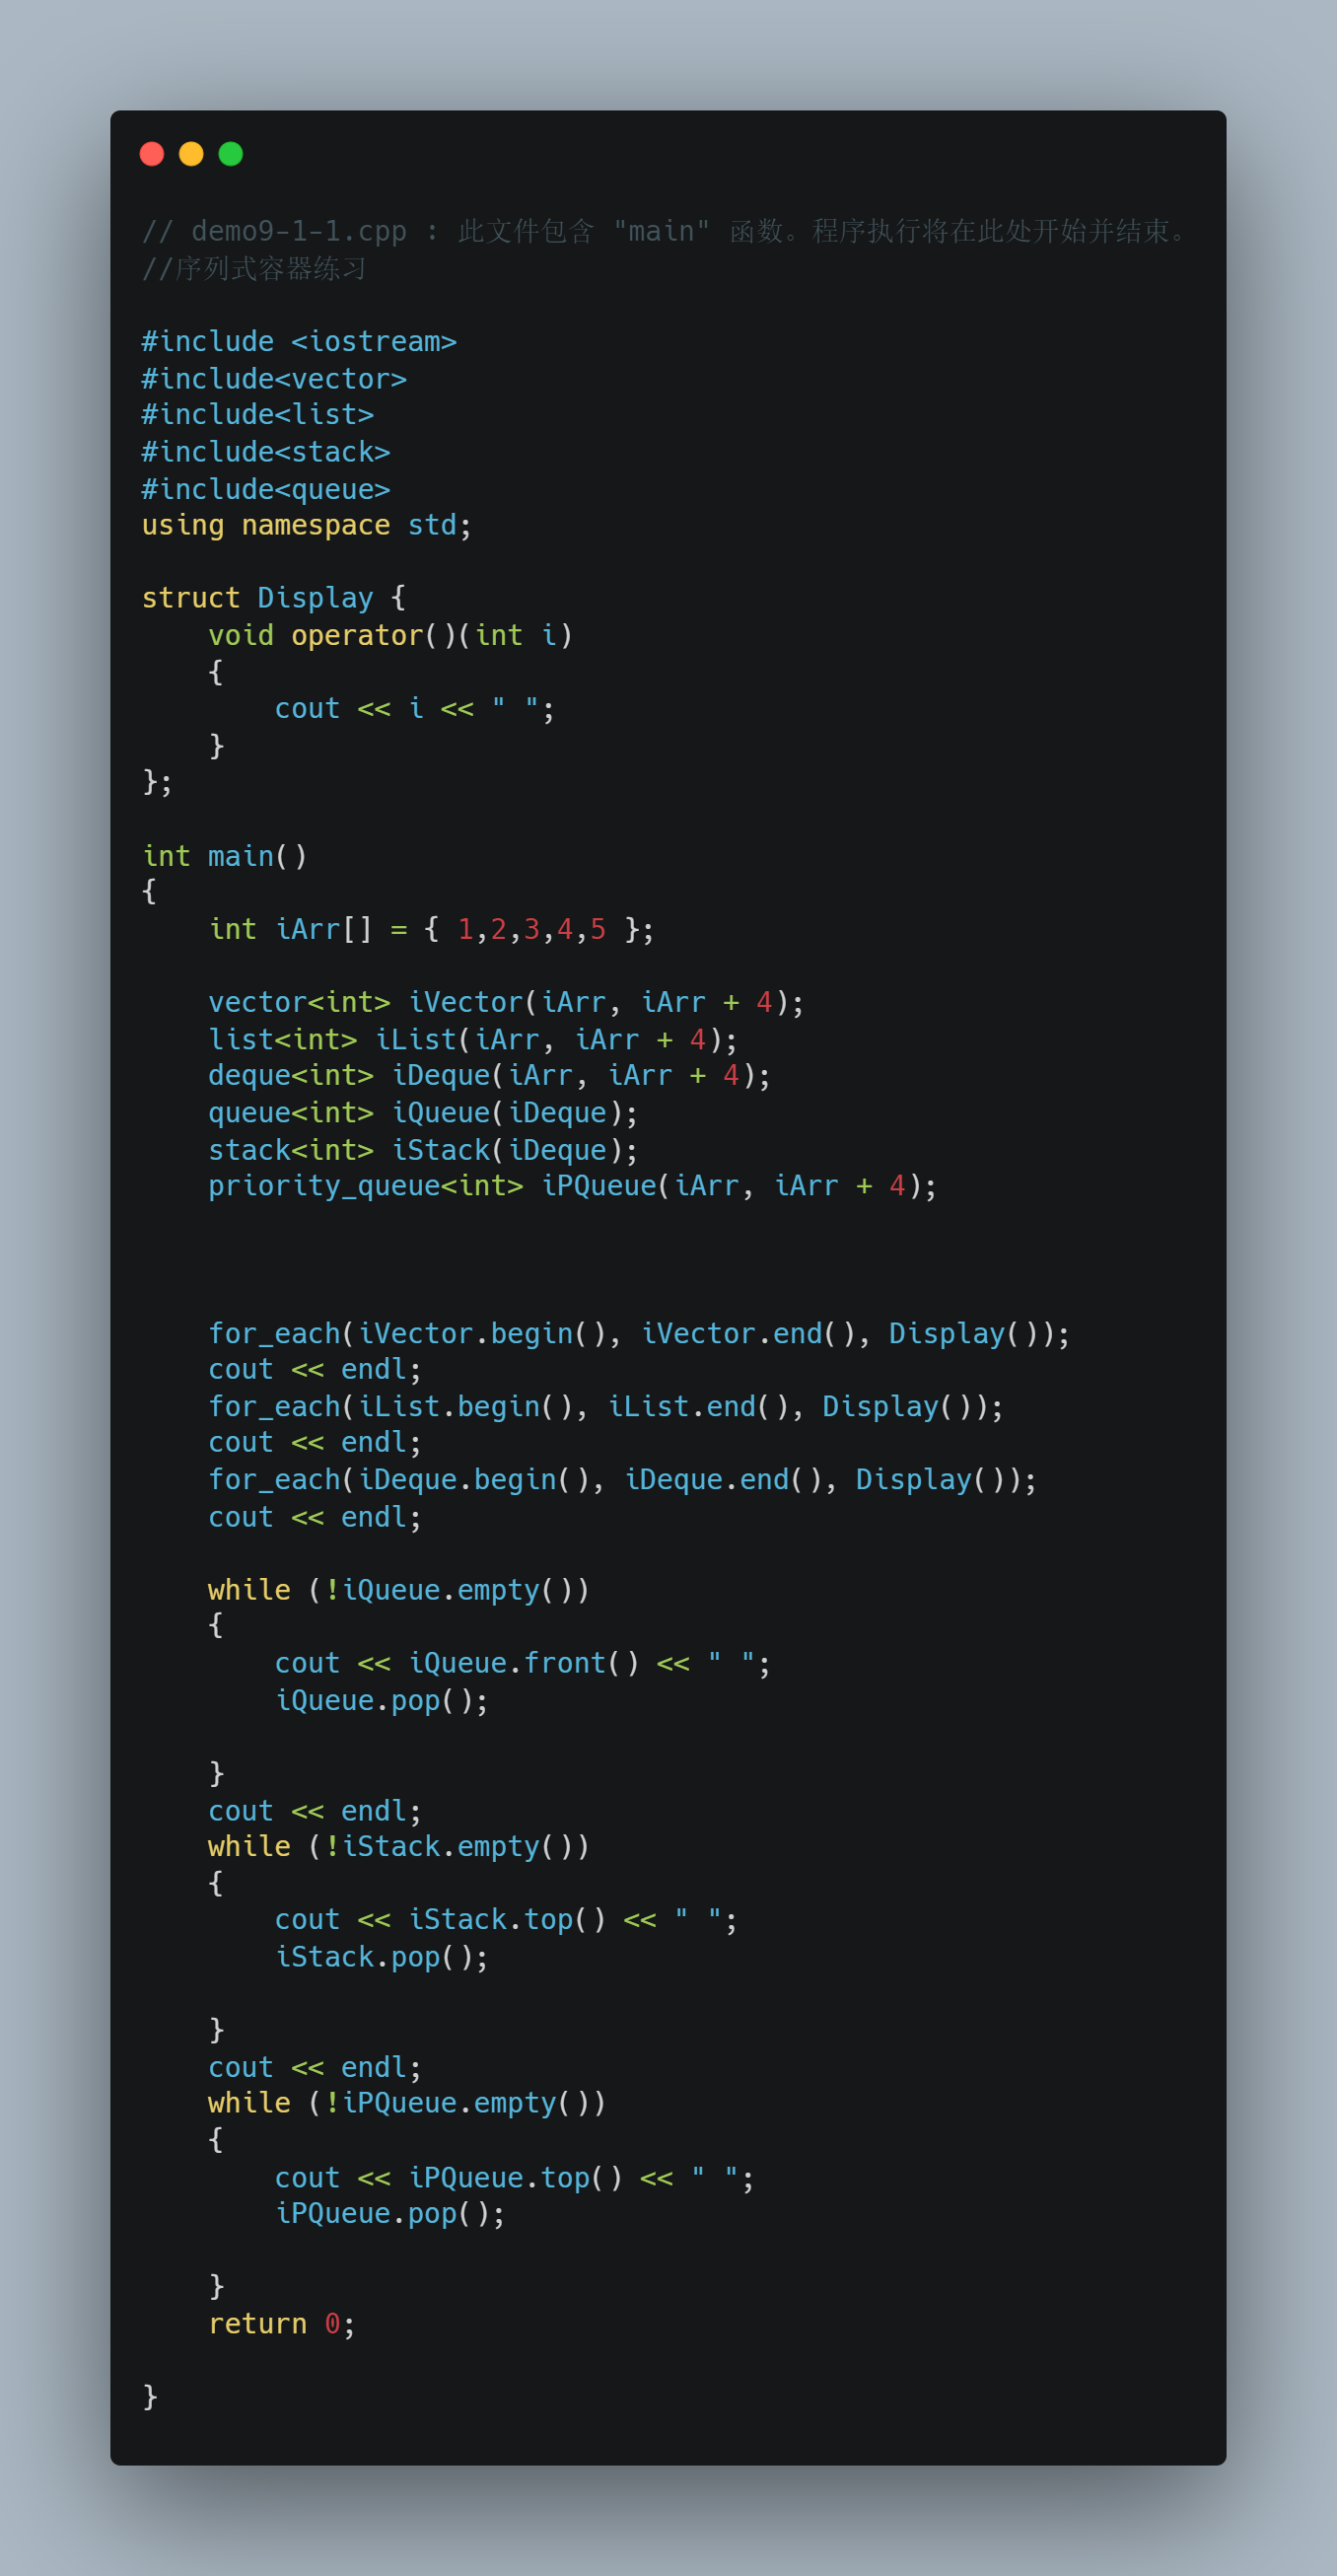 // demo9-1-1.cpp : 此文件包含 "main" 函数。程序执行将在此处开始并结束。
//序列式容器练习
#include <iostream>
#include<vector>
#include<list>
#include<stack>
#include<queue>
using namespace std;
struct Display {
    void operator()(int i)
    {
        cout << i << " ";
    }
};
int main()
{
    int iArr[] = { 1,2,3,4,5 };
    vector<int> iVector(iArr, iArr + 4);
    list<int> iList(iArr, iArr + 4);
    deque<int> iDeque(iArr, iArr + 4);
    queue<int> iQueue(iDeque);
    stack<int> iStack(iDeque);
    priority_queue<int> iPQueue(iArr, iArr + 4);
    for_each(iVector.begin(), iVector.end(), Display());
    cout << endl;
    for_each(iList.begin(), iList.end(), Display());
    cout << endl;
    for_each(iDeque.begin(), iDeque.end(), Display());
    cout << endl;
    while (!iQueue.empty())
    {
        cout << iQueue.front() << " ";
        iQueue.pop();
    }
    cout << endl;
    while (!iStack.empty())
    {
        cout << iStack.top() << " ";
        iStack.pop();
    }
    cout << endl;
    while (!iPQueue.empty())
    {
        cout << iPQueue.top() << " ";
        iPQueue.pop();
    }
    return 0;
}